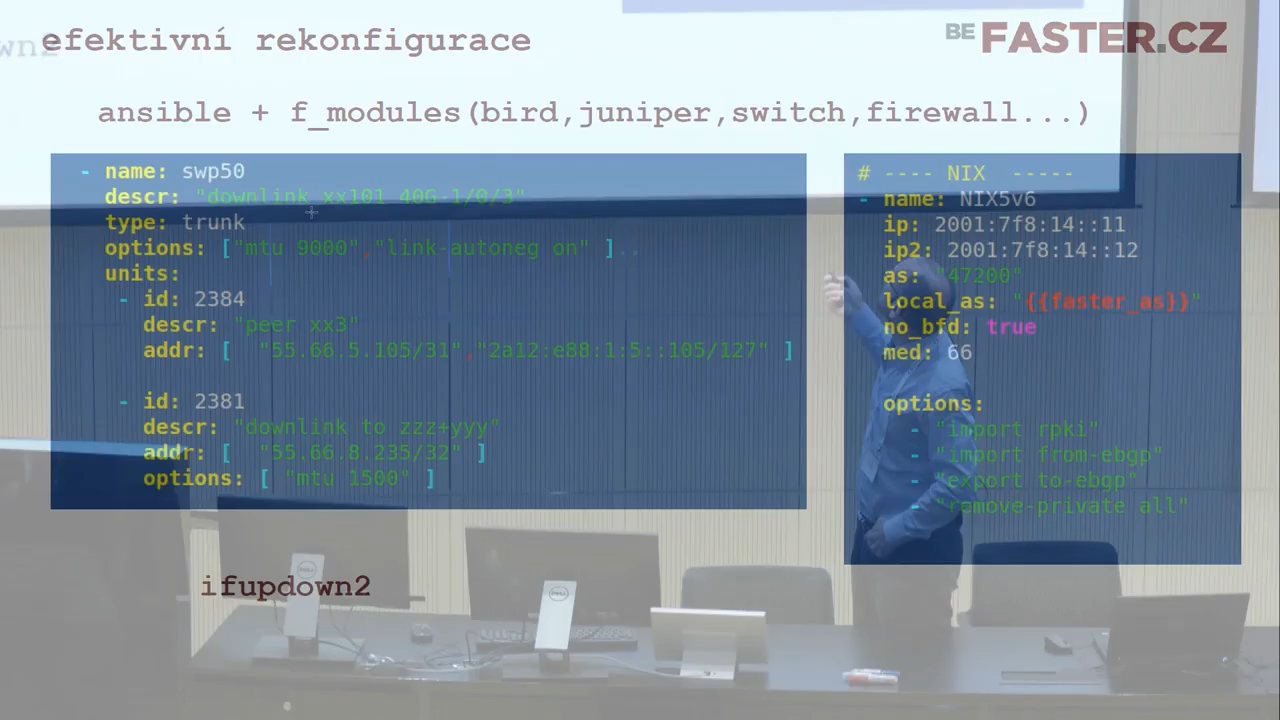 efektivní rekonfigurace
BE FASTER.CZ
ansible + f_modules(bird,juniper,switch,firewall...)
- name: swp50
descr: "downlink xx101 40G-1/0/3"
type: trunk
options: ["mtu 9000","link-autoneg on" ]..
units:
- id: 2384
descr: "peer xx3"
addr: [ "55.66.5.105/31","2a12:e88:1:5::105/127" ]
- id: 2381
descr: "downlink to zzz+yyy"
addr: [ "55.66.8.235/32" ]
options: [ "mtu 1500" ]
# ---- NIX -----
- name: NIX5v6
ip: 2001:7f8:14::11
ip2: 2001:7f8:14::12
as: "47200"
local_as: "{{faster_as}}"
no_bfd: true
med: 66
options:
- "import rpki"
- "import from-ebgp"
- "export to-ebgp"
- "remove-private all"
ifupdown2